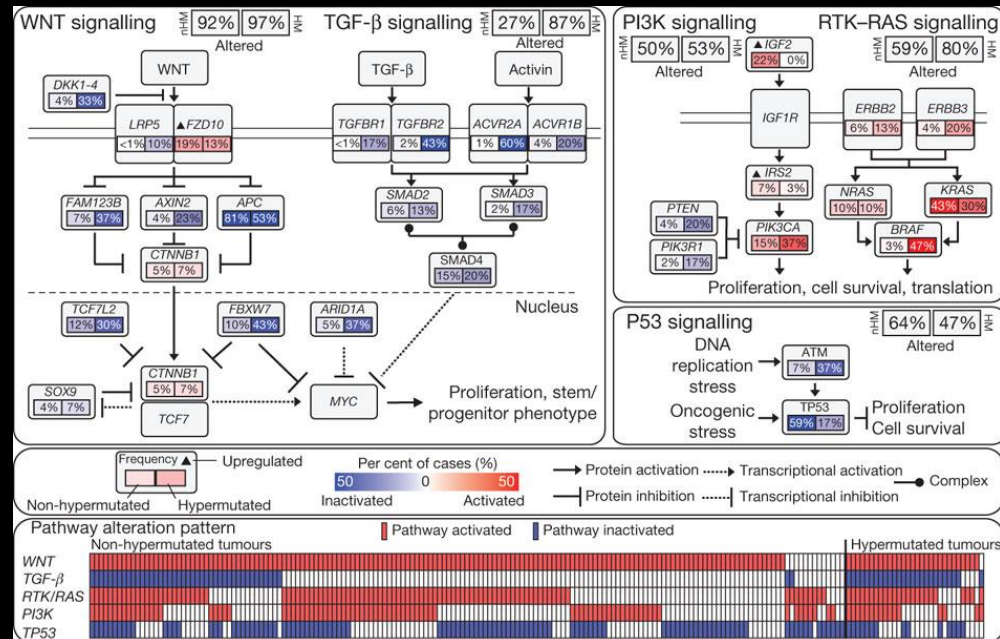 WNT signalling
nHM 92% 97% HM
Altered
WNT
DKK1-4
4% 33%
LRP5 ▲FZD10
<1% 10% 19% 13%
FAM123B
7% 37%
AXIN2
4% 23%
APC
81% 53%
CTNNB1
5% 7%
TGF-β signalling
nHM 27% 87% HM
Altered
TGF-β
Activin
TGFBR1 TGFBR2
<1% 17% 2% 43%
ACVR2A ACVR1B
1% 60% 4% 20%
SMAD2
6% 13%
SMAD3
2% 17%
SMAD4
15% 20%
Nucleus
TCF7L2
12% 30%
FBXW7
10% 43%
ARID1A
5% 37%
SOX9
4% 7%
CTNNB1
5% 7%
TCF7
MYC
Proliferation, stem/
progenitor phenotype
PI3K signalling
nHM 50% 53%
Altered
RTK–RAS signalling
59% 80% HM
Altered
▲IGF2
22% 0%
IGF1R
▲IRS2
7% 3%
PTEN
4% 20%
PIK3R1
2% 17%
PIK3CA
15% 37%
ERBB2
6% 13%
ERBB3
4% 20%
NRAS
10% 10%
KRAS
43% 30%
BRAF
3% 47%
Proliferation, cell survival, translation
P53 signalling
nHM 64% 47% HM
Altered
DNA
replication
stress
ATM
7% 37%
Oncogenic
stress
TP53
59% 17%
Proliferation
Cell survival
Frequency ▲ Upregulated
Non-hypermutated Hypermutated
Per cent of cases (%)
50 0 50
Inactivated Activated
Protein activation
Transcriptional activation
Protein inhibition
Transcriptional inhibition
Complex
Pathway alteration pattern
Pathway activated
Pathway inactivated
Non-hypermutated tumours
Hypermutated tumours
WNT
TGF-β
RTK/RAS
PI3K
TP53